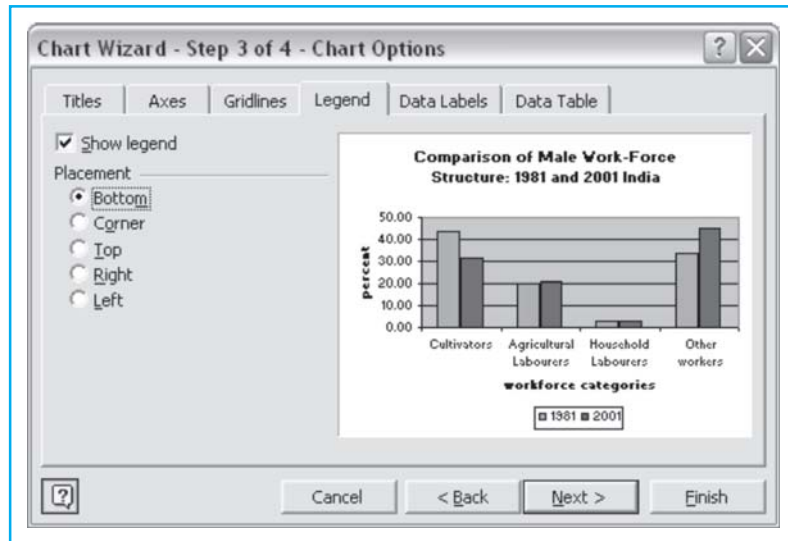 Chart Wizard - Step 3 of 4 - Chart Options
Titles Axes Gridlines Legend Data Labels Data Table
Show legend
Placement
Bottom
Corner
Top
Right
Left
Comparison of Male Work-Force
Structure: 1981 and 2001 India
percent
50.00
40.00
30.00
20.00
10.00
0.00
Cultivators Agricultural Labourers Household Labourers Other workers
workforce categories
1981 2001
Cancel < Back Next > Finish